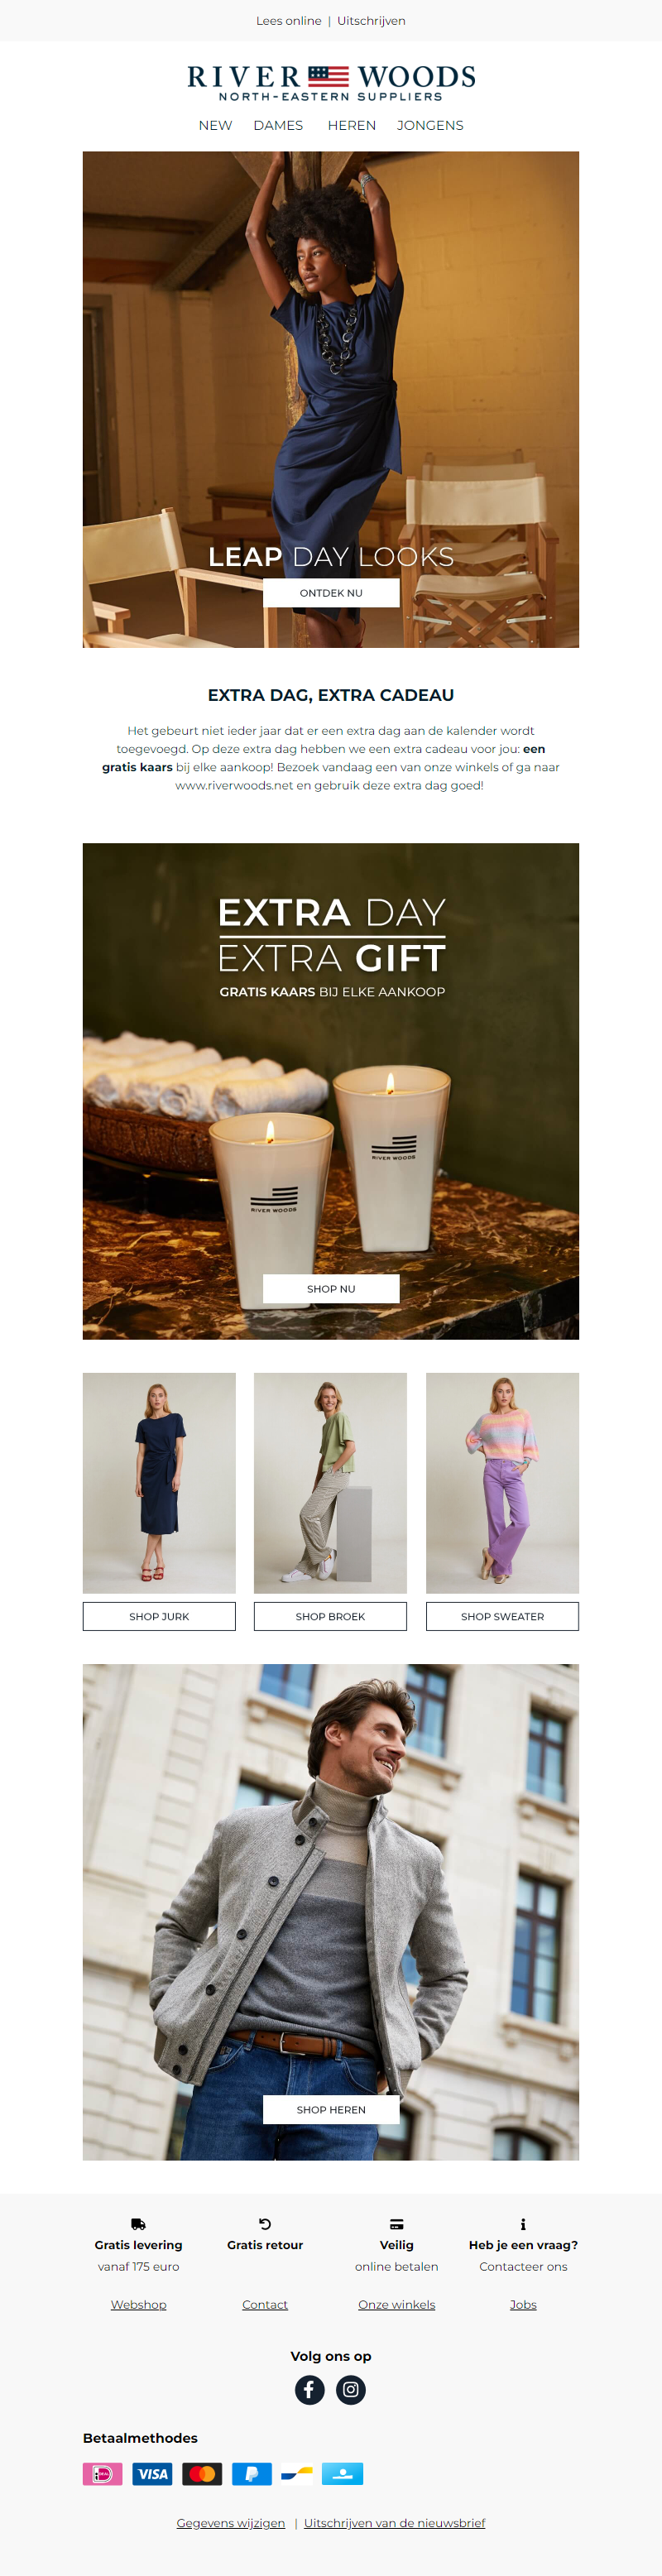 Lees online | Uitschrijven
RIVER WOODS
NORTH-EASTERN SUPPLIERS
NEW DAMES HEREN JONGENS
LEAP DAY LOOKS
ONTDEK NU
EXTRA DAG, EXTRA CADEAU
Het gebeurt niet ieder jaar dat er een extra dag aan de kalender wordt
toegevoegd. Op deze extra dag hebben we een extra cadeau voor jou: een
gratis kaars bij elke aankoop! Bezoek vandaag een van onze winkels of ga naar
www.riverwoods.net en gebruik deze extra dag goed!
EXTRA DAY
EXTRA GIFT
GRATIS KAARS BIJ ELKE AANKOOP
RIVER WOODS
RIVER WOODS
SHOP NU
SHOP JURK SHOP BROEK SHOP SWEATER
SHOP HEREN
Gratis levering Gratis retour Veilig Heb je een vraag?
vanaf 175 euro online betalen Contacteer ons
Webshop Contact Onze winkels Jobs
Volg ons op
Betaalmethodes
iDEAL VISA
Gegevens wijzigen | Uitschrijven van de nieuwsbrief